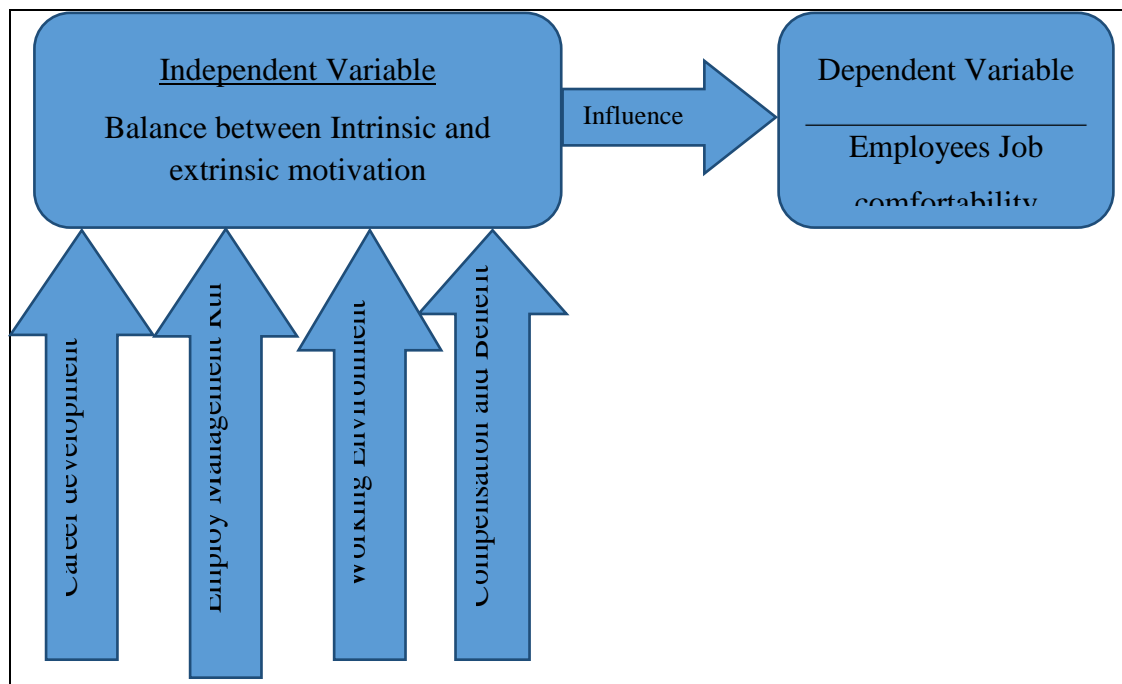 Independent Variable
Balance between Intrinsic and
extrinsic motivation
Influence
Dependent Variable
Employees Job
comfortability
Career development
Employ Management
Working Environment
Compensation and